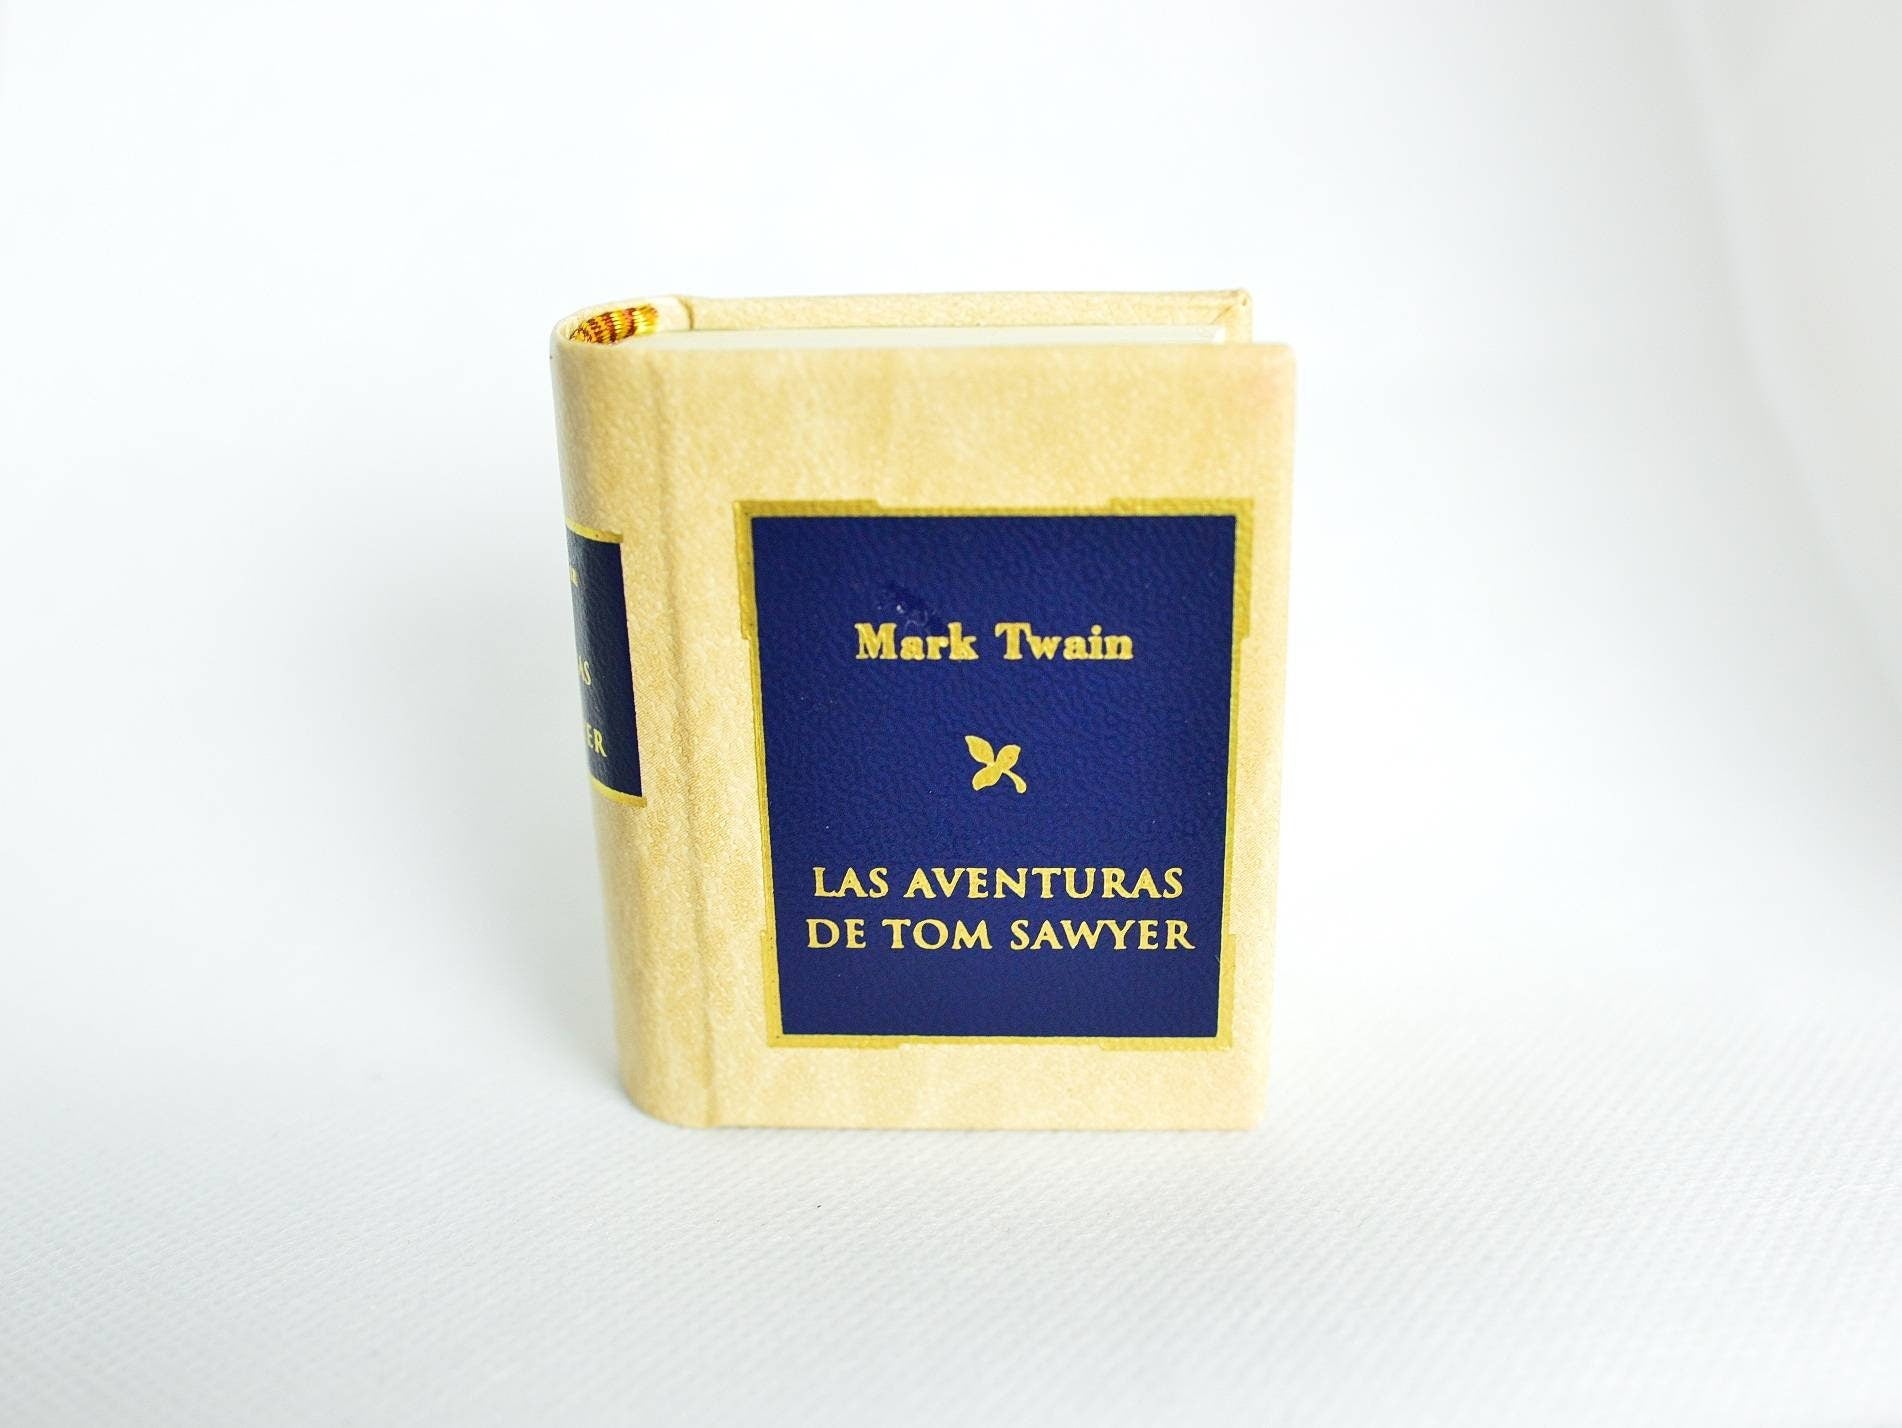 Mark Twain
LAS AVENTURAS
DE TOM SAWYER